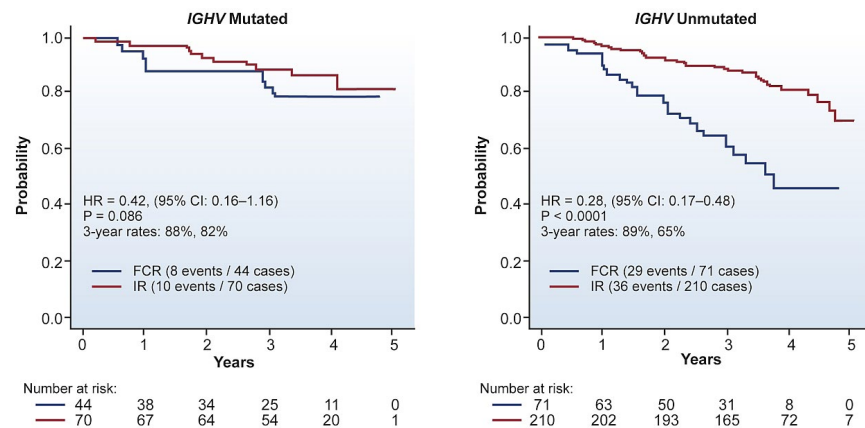 IGHV Mutated
1.0
0.8
0.6
0.4
0.2
0.0
Probability
HR = 0.42, (95% CI: 0.16–1.16)
P = 0.086
3-year rates: 88%, 82%
FCR (8 events / 44 cases)
IR (10 events / 70 cases)
0 1 2 3 4 5
Years
Number at risk:
44 38 34 25 11 0
70 67 64 54 20 1
IGHV Unmutated
1.0
0.8
0.6
0.4
0.2
0.0
Probability
HR = 0.28, (95% CI: 0.17–0.48)
P < 0.0001
3-year rates: 89%, 65%
FCR (29 events / 71 cases)
IR (36 events / 210 cases)
0 1 2 3 4 5
Years
Number at risk:
71 63 50 31 8 0
210 202 193 165 72 7